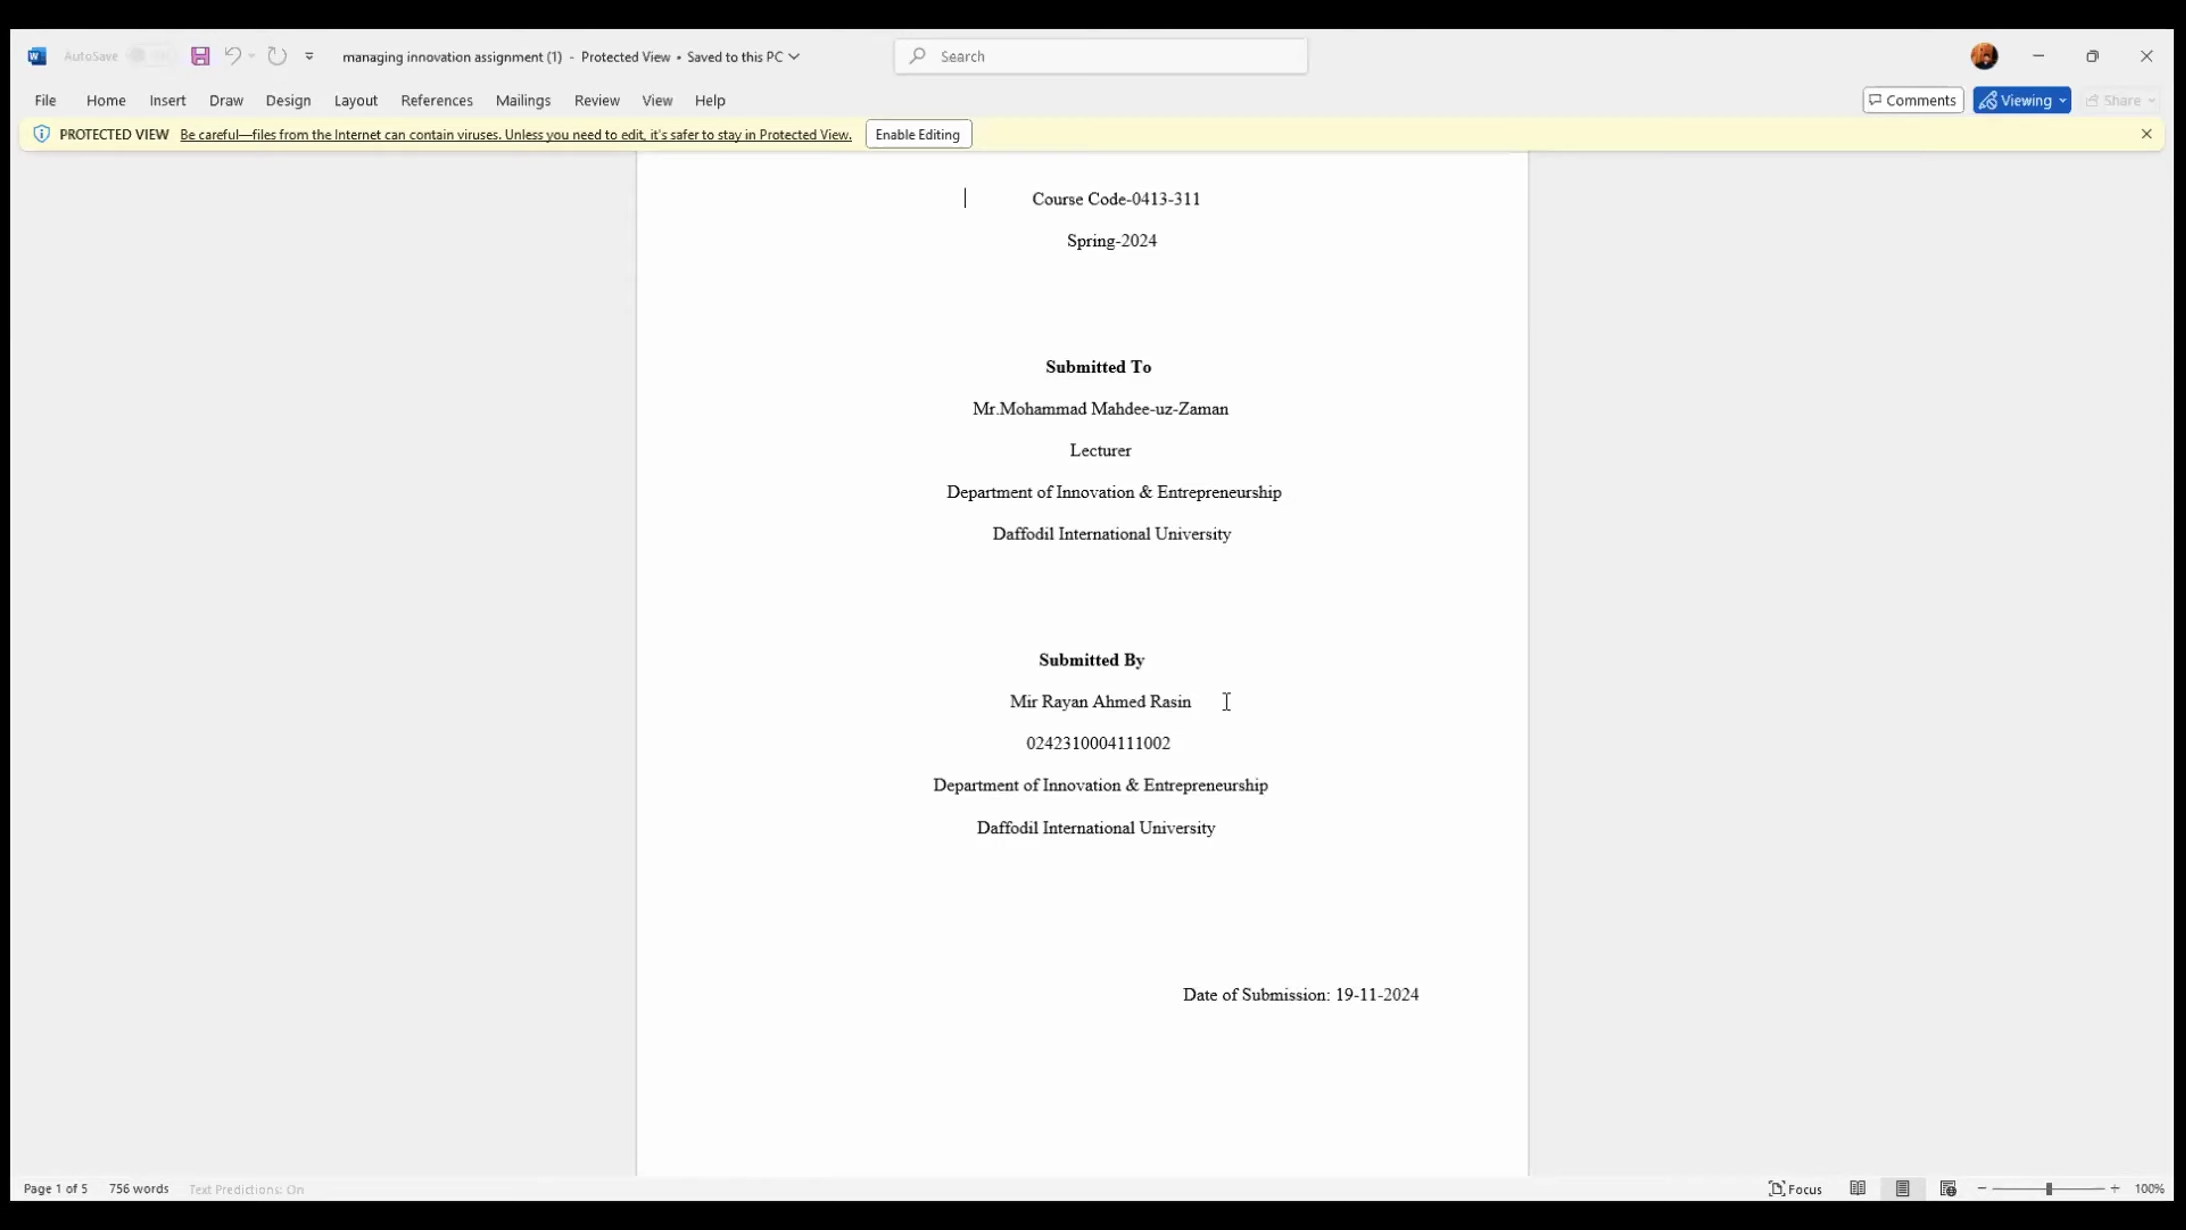 AutoSave
managing innovation assignment (1) - Protected View • Saved to this PC
Search
File Home Insert Draw Design Layout References Mailings Review View Help
Comments Viewing Share
PROTECTED VIEW Be careful—files from the Internet can contain viruses. Unless you need to edit, it's safer to stay in Protected View. Enable Editing
Course Code-0413-311
Spring-2024
Submitted To
Mr.Mohammad Mahdee-uz-Zaman
Lecturer
Department of Innovation & Entrepreneurship
Daffodil International University
Submitted By
Mir Rayan Ahmed Rasin
0242310004111002
Department of Innovation & Entrepreneurship
Daffodil International University
Date of Submission: 19-11-2024
Page 1 of 5 756 words Text Predictions: On
Focus
100%